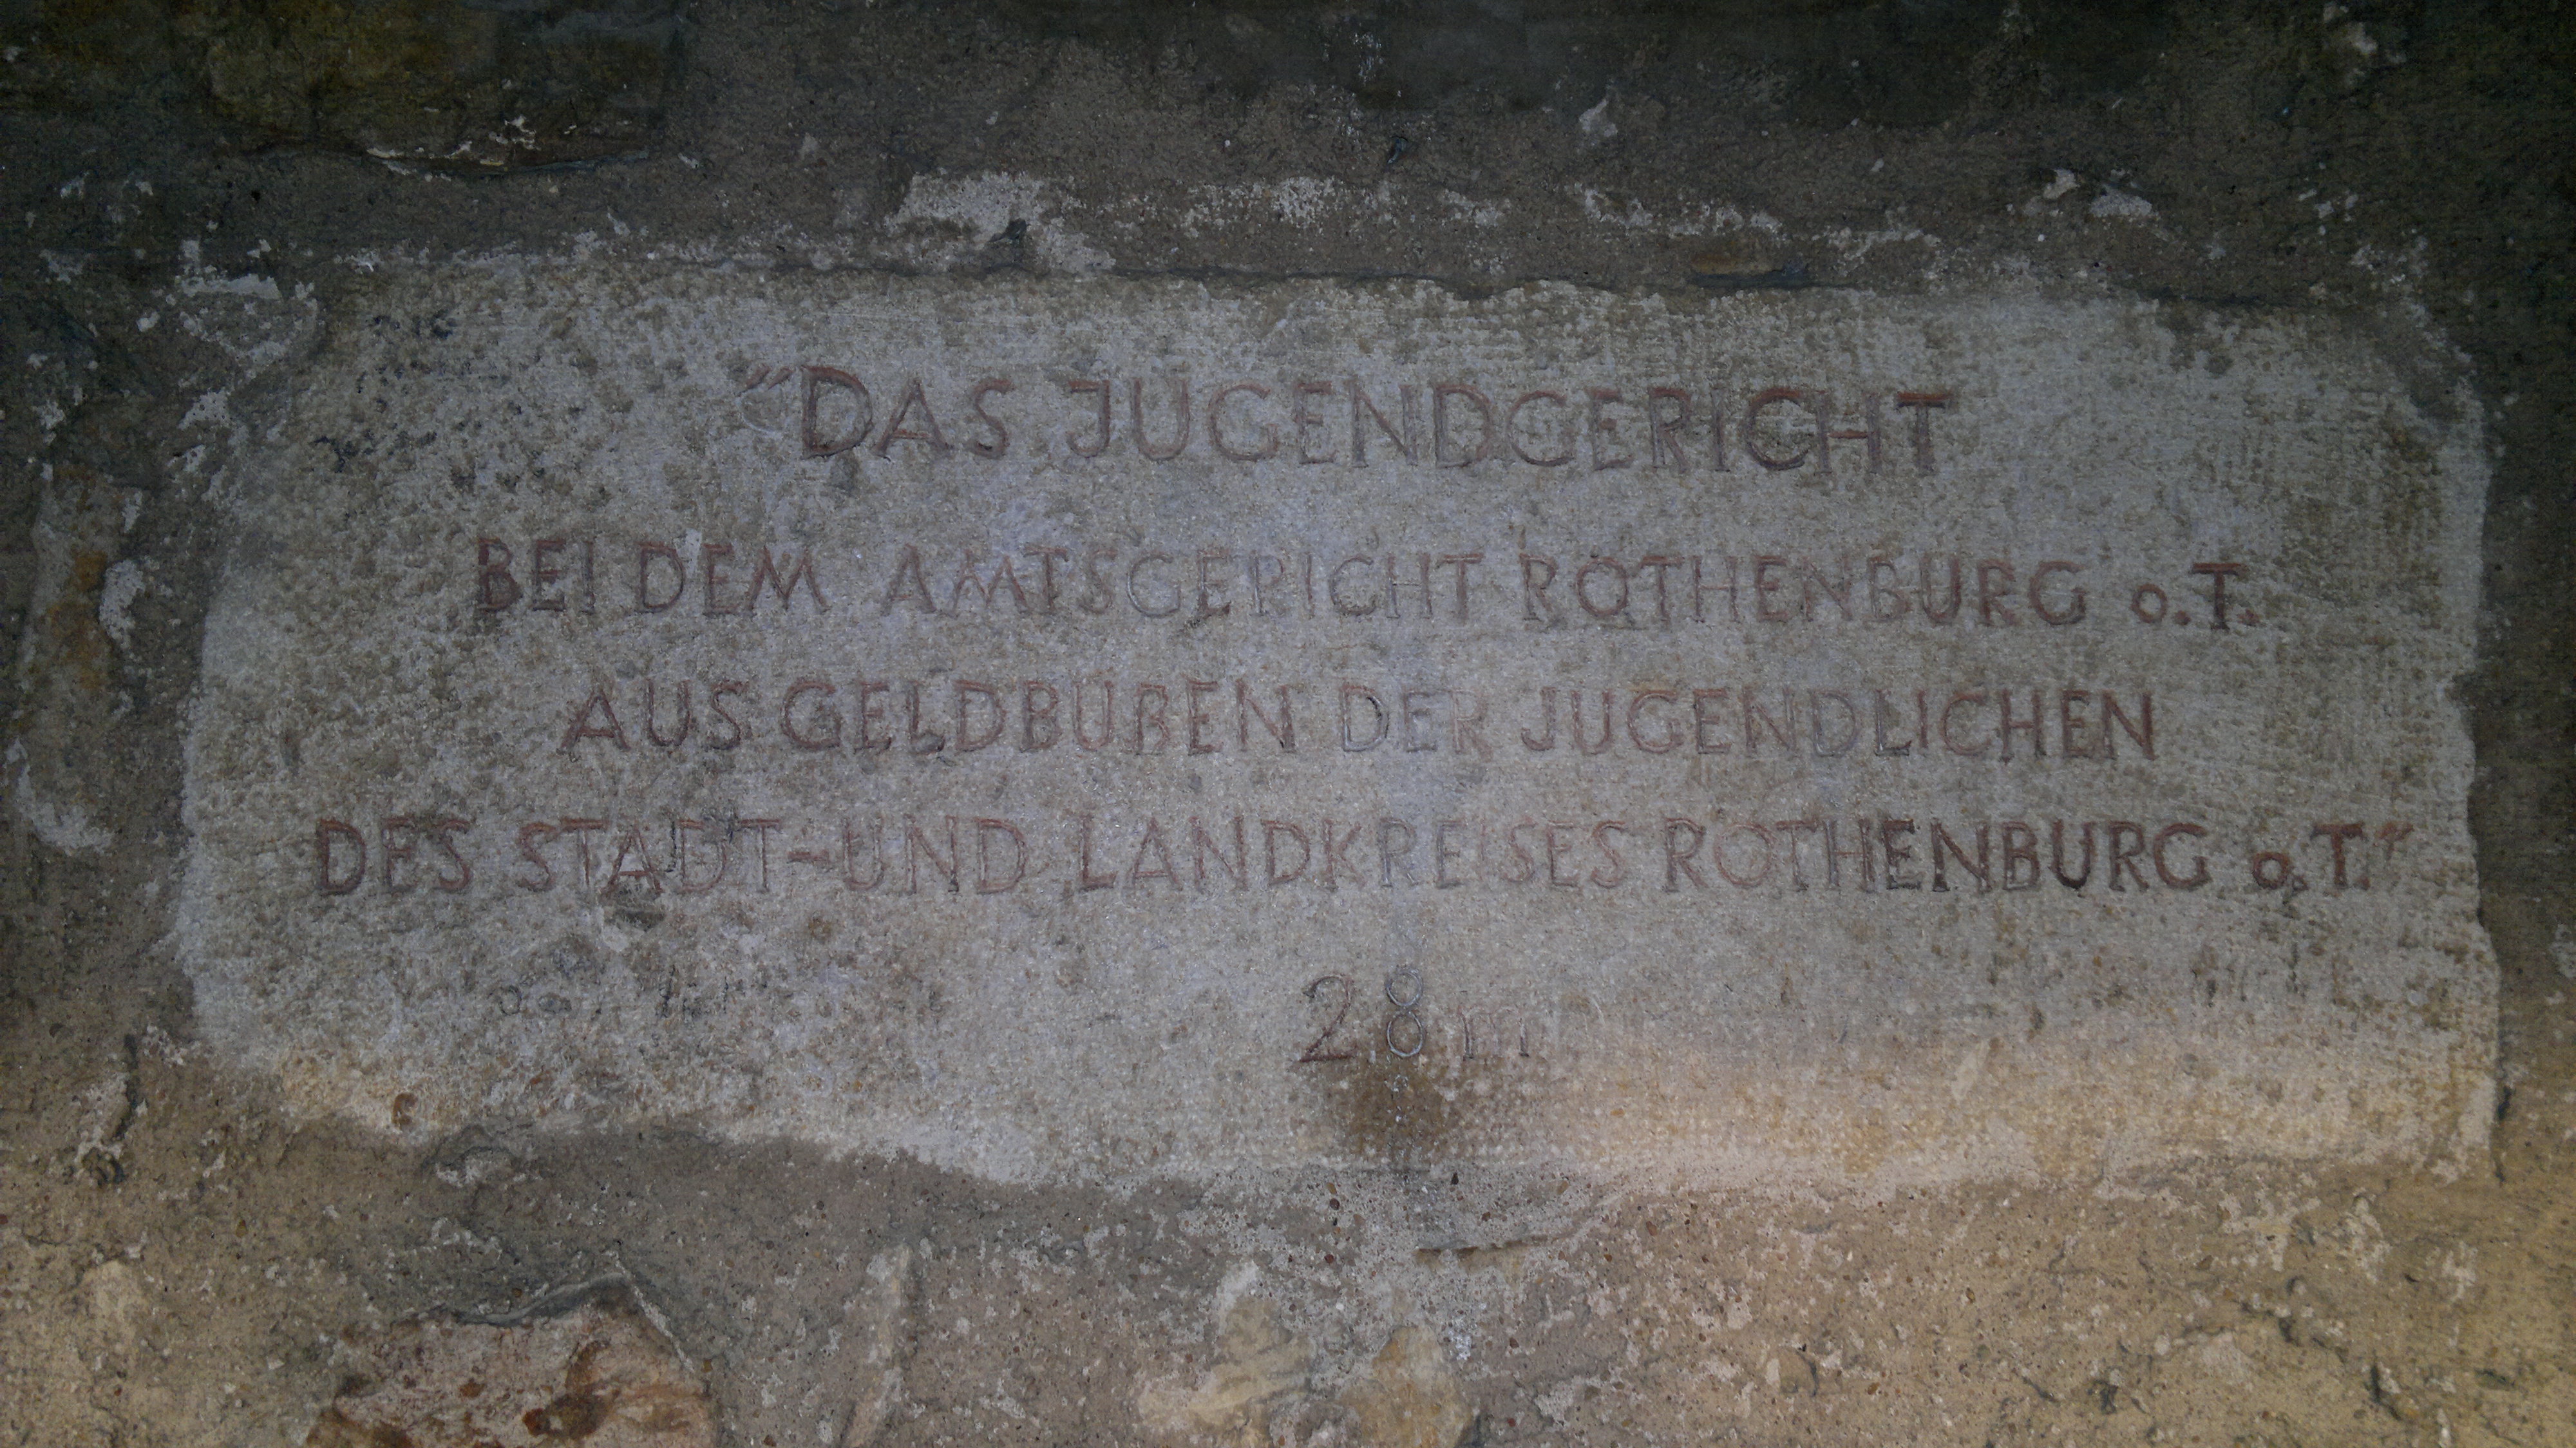 "DAS JUGENDGERICHT
BEI DEM AMTSGERICHT ROTHENBURG o.T.
AUS GELDBUßEN DER JUGENDLICHEN
DES STADT-UND LANDKREISES ROTHENBURG o.T."
28 m